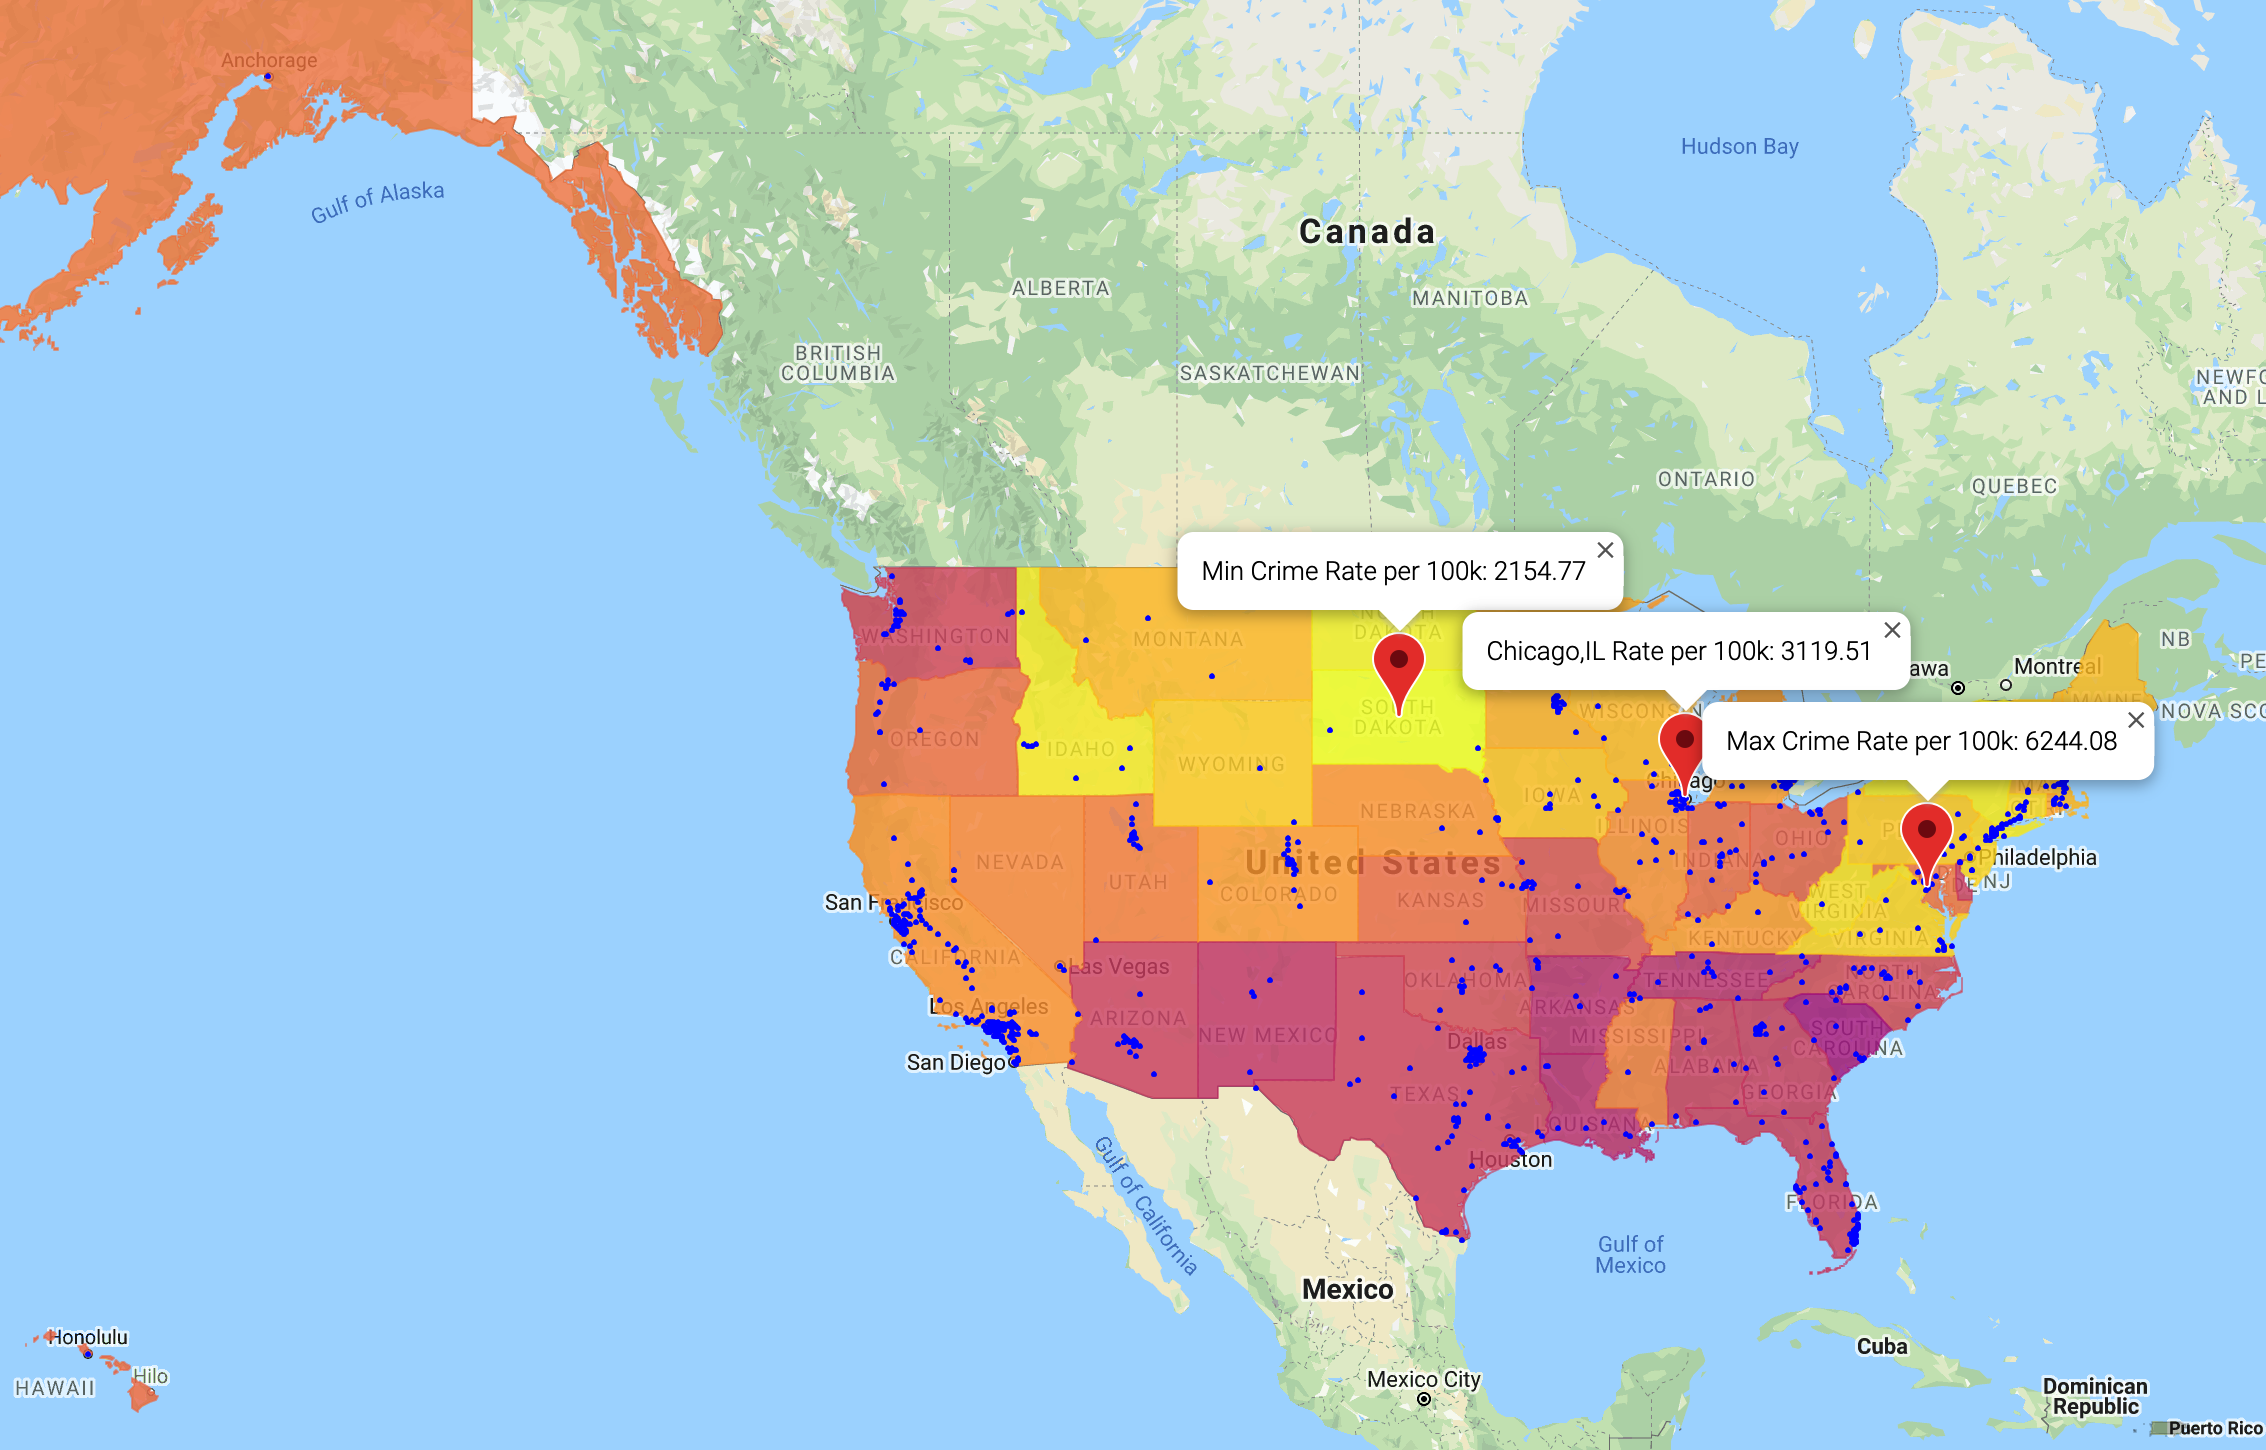 Anchorage
Gulf of Alaska
Hudson Bay
Canada
ALBERTA
MANITOBA
BRITISH
COLUMBIA
SASKATCHEWAN
NEWFO
AND L
ONTARIO
QUEBEC
Min Crime Rate per 100k: 2154.77
NORTH
DAKOTA
Chicago,IL Rate per 100k: 3119.51
WASHINGTON
MONTANA
NB
PE
awa
Montreal
MAINE
NOVA SCO
SOUTH
DAKOTA
WISCONSIN
Max Crime Rate per 100k: 6244.08
OREGON
IDAHO
WYOMING
Chicago
MA
CT
IOWA
NEBRASKA
ILLINOIS
OHIO
United States
NEVADA
UTAH
COLORADO
INDIANA
Philadelphia
DE
NJ
San Francisco
KANSAS
MISSOURI
WEST
VIRGINIA
KENTUCKY
VIRGINIA
CALIFORNIA
Las Vegas
OKLAHOMA
TENNESSEE
NORTH
CAROLINA
Los Angeles
ARIZONA
NEW MEXICO
ARKANSAS
MISSISSIPPI
SOUTH
CAROLINA
San Diego
Dallas
ALABAMA
TEXAS
GEORGIA
LOUISIANA
Houston
FLORIDA
Gulf of California
Gulf of
Mexico
Mexico
Honolulu
Hilo
HAWAII
Cuba
Mexico City
Dominican
Republic
Puerto Rico